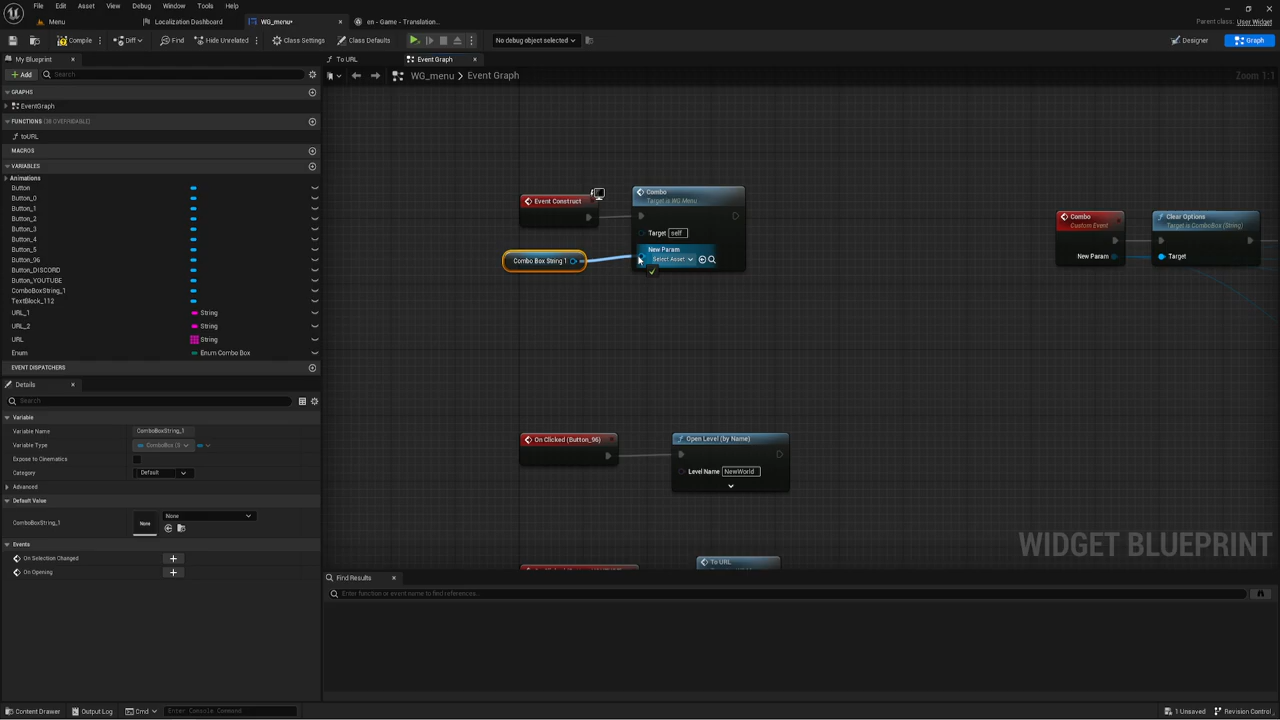 File Edit Asset View Debug Window Tools Help
Menu Localization Dashboard WG_menu• en - Game - Translation...
Parent class: User Widget
Compile Diff Find Hide Unrelated Class Settings Class Defaults No debug object selected Designer Graph
My Blueprint To URL Event Graph
Add Search WG_menu Event Graph Zoom 1:1
GRAPHS
EventGraph
FUNCTIONS (38 OVERRIDABLE)
toURL
MACROS
VARIABLES
Animations
Button
Button_0
Button_1
Button_2
Button_3
Button_4
Button_5
Button_96
Button_DISCORD
Button_YOUTUBE
ComboBoxString_1
TextBlock_112
URL_1 String
URL_2 String
URL String
Enum Enum Combo Box
EVENT DISPATCHERS
Details
Search
Variable
Variable Name ComboBoxString_1
Variable Type ComboBox (S
Expose to Cinematics
Category Default
Advanced
Default Value
ComboBoxString_1 None None
Events
On Selection Changed
On Opening
Event Construct
Combo
Target is WG Menu
Target self
New Param
Select Asset
Combo Box String 1
Combo
Custom Event
New Param
Clear Options
Target is ComboBox (String)
Target
On Clicked (Button_96)
Open Level (by Name)
Level Name NewWorld
To URL
WIDGET BLUEPRINT
Find Results
Enter function or event name to find references...
Content Drawer Output Log Cmd Enter Console Command 1 Unsaved Revision Control